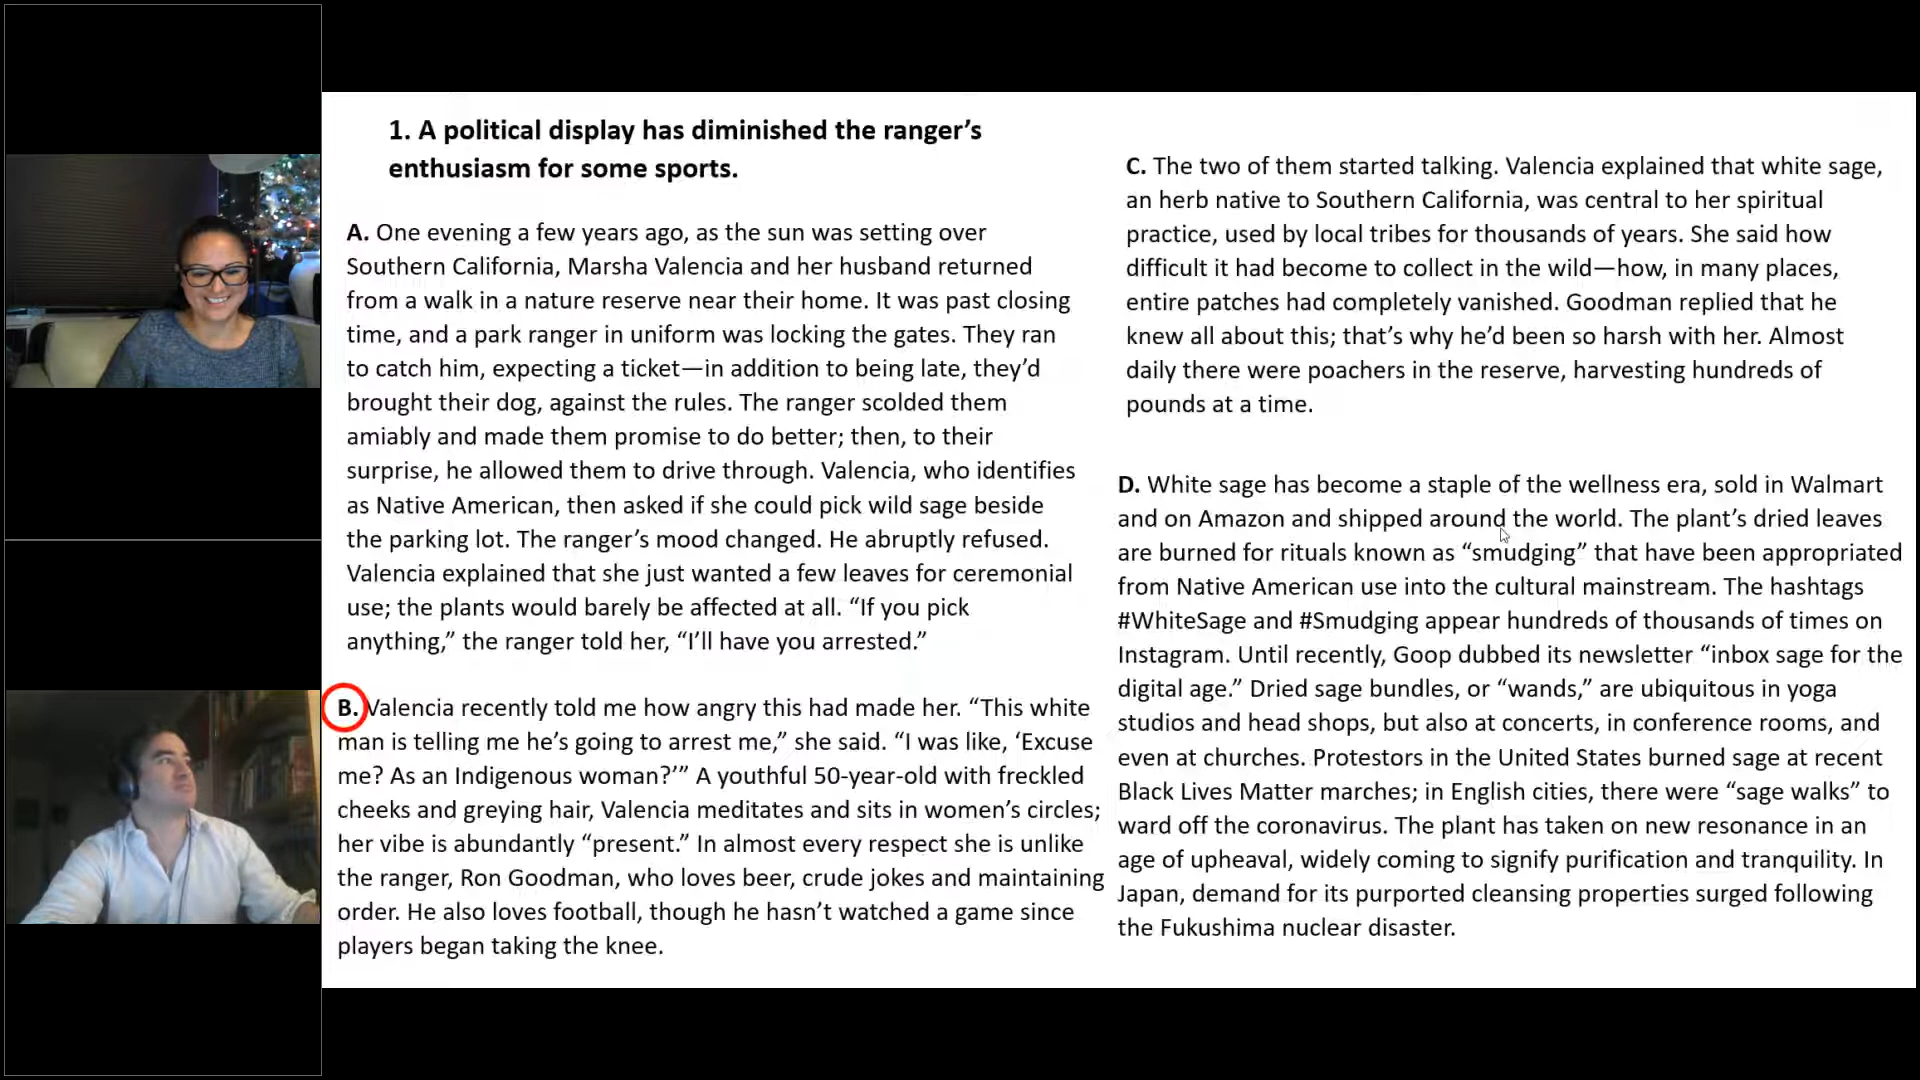 1. A political display has diminished the ranger’s
enthusiasm for some sports.
A. One evening a few years ago, as the sun was setting over
Southern California, Marsha Valencia and her husband returned
from a walk in a nature reserve near their home. It was past closing
time, and a park ranger in uniform was locking the gates. They ran
to catch him, expecting a ticket—in addition to being late, they’d
brought their dog, against the rules. The ranger scolded them
amiably and made them promise to do better; then, to their
surprise, he allowed them to drive through. Valencia, who identifies
as Native American, then asked if she could pick wild sage beside
the parking lot. The ranger’s mood changed. He abruptly refused.
Valencia explained that she just wanted a few leaves for ceremonial
use; the plants would barely be affected at all. “If you pick
anything,” the ranger told her, “I’ll have you arrested.”
B. Valencia recently told me how angry this had made her. “This white
man is telling me he’s going to arrest me,” she said. “I was like, ‘Excuse
me? As an Indigenous woman?’” A youthful 50-year-old with freckled
cheeks and greying hair, Valencia meditates and sits in women’s circles;
her vibe is abundantly “present.” In almost every respect she is unlike
the ranger, Ron Goodman, who loves beer, crude jokes and maintaining
order. He also loves football, though he hasn’t watched a game since
players began taking the knee.
C. The two of them started talking. Valencia explained that white sage,
an herb native to Southern California, was central to her spiritual
practice, used by local tribes for thousands of years. She said how
difficult it had become to collect in the wild—how, in many places,
entire patches had completely vanished. Goodman replied that he
knew all about this; that’s why he’d been so harsh with her. Almost
daily there were poachers in the reserve, harvesting hundreds of
pounds at a time.
D. White sage has become a staple of the wellness era, sold in Walmart
and on Amazon and shipped around the world. The plant’s dried leaves
are burned for rituals known as “smudging” that have been appropriated
from Native American use into the cultural mainstream. The hashtags
#WhiteSage and #Smudging appear hundreds of thousands of times on
Instagram. Until recently, Goop dubbed its newsletter “inbox sage for the
digital age.” Dried sage bundles, or “wands,” are ubiquitous in yoga
studios and head shops, but also at concerts, in conference rooms, and
even at churches. Protestors in the United States burned sage at recent
Black Lives Matter marches; in English cities, there were “sage walks” to
ward off the coronavirus. The plant has taken on new resonance in an
age of upheaval, widely coming to signify purification and tranquility. In
Japan, demand for its purported cleansing properties surged following
the Fukushima nuclear disaster.